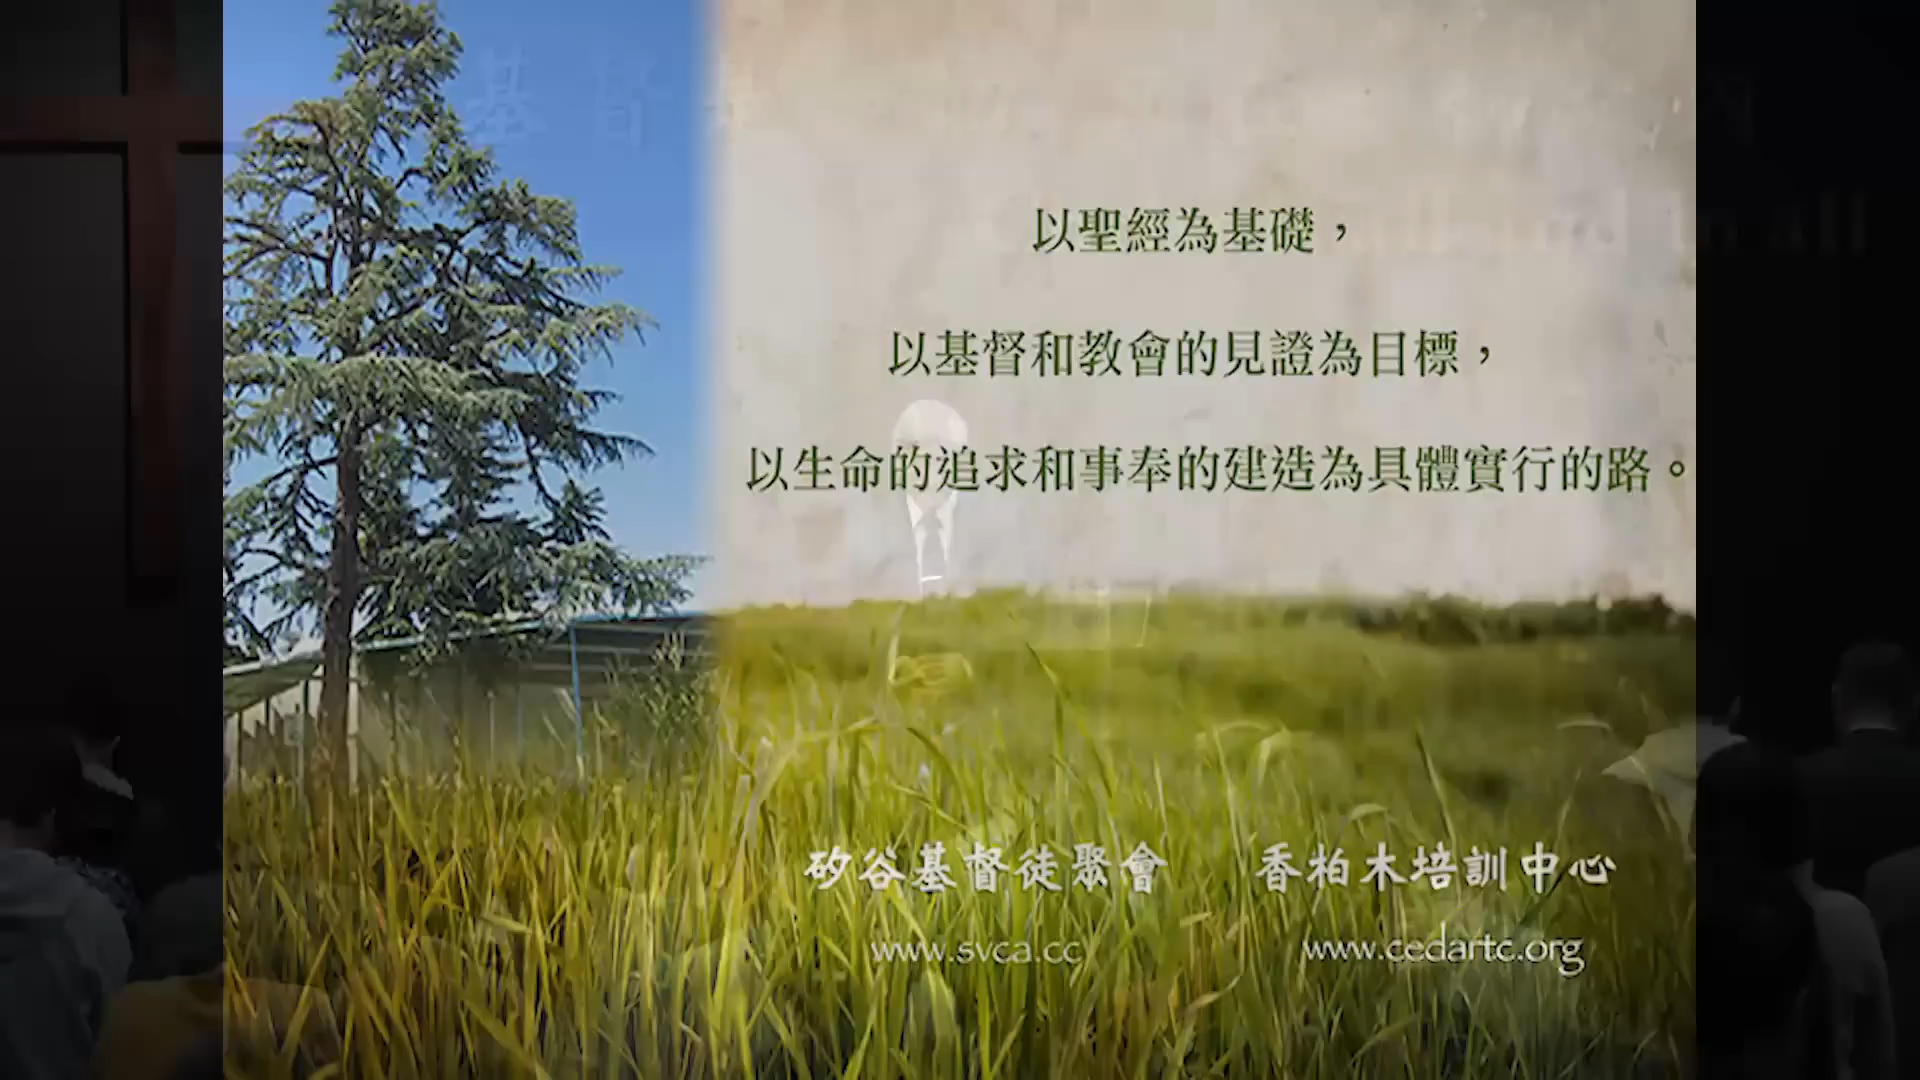 基督
以聖經為基礎，
以基督和教會的見證為目標，
以生命的追求和事奉的建造為具體實行的路。
矽谷基督徒聚會 香柏木培訓中心
www.svca.cc www.cedartc.org